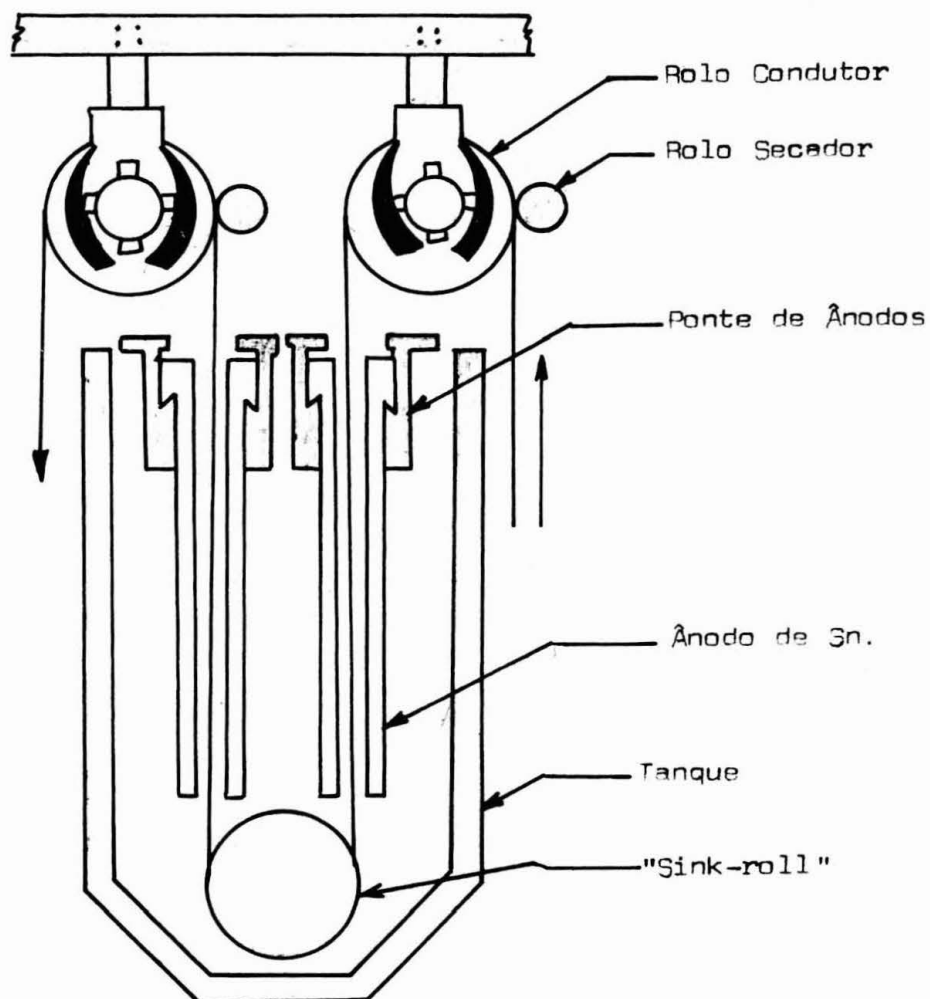 Rolo Condutor
Rolo Secador
Ponte de Ânodos
Ânodo de Sn.
Tanque
"Sink-roll"